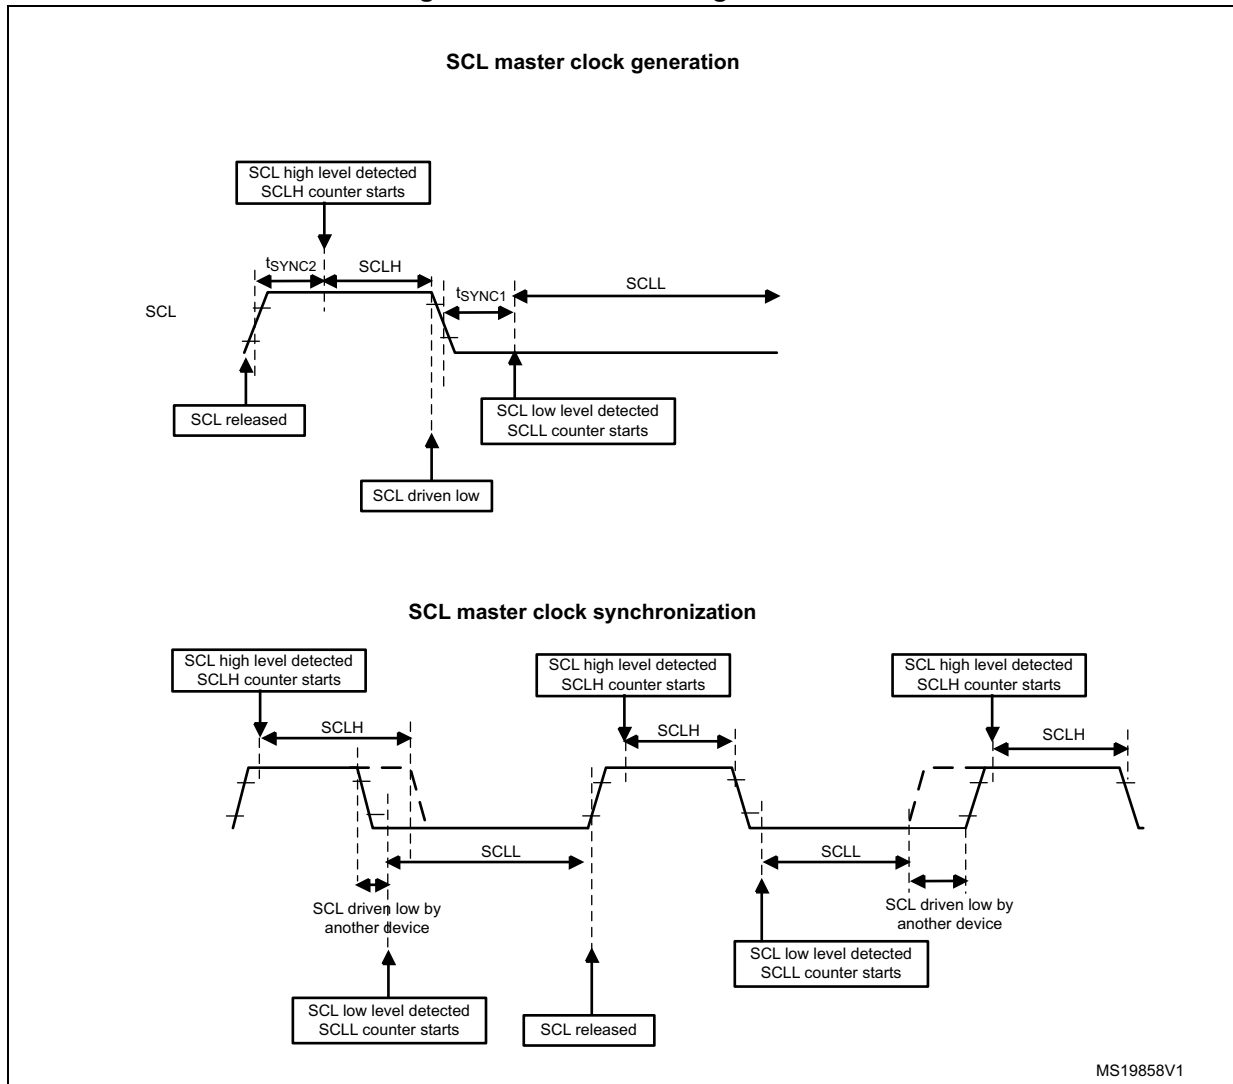 SCL master clock generation
SCL high level detected
SCLH counter starts
tSYNC2
SCLH
tSYNC1
SCLL
SCL
SCL released
SCL low level detected
SCLL counter starts
SCL driven low
SCL master clock synchronization
SCL high level detected
SCLH counter starts
SCL high level detected
SCLH counter starts
SCL high level detected
SCLH counter starts
SCLH
SCLH
SCLH
SCLL
SCLL
SCL driven low by
another device
SCL driven low by
another device
SCL low level detected
SCLL counter starts
SCL low level detected
SCLL counter starts
SCL released
MS19858V1